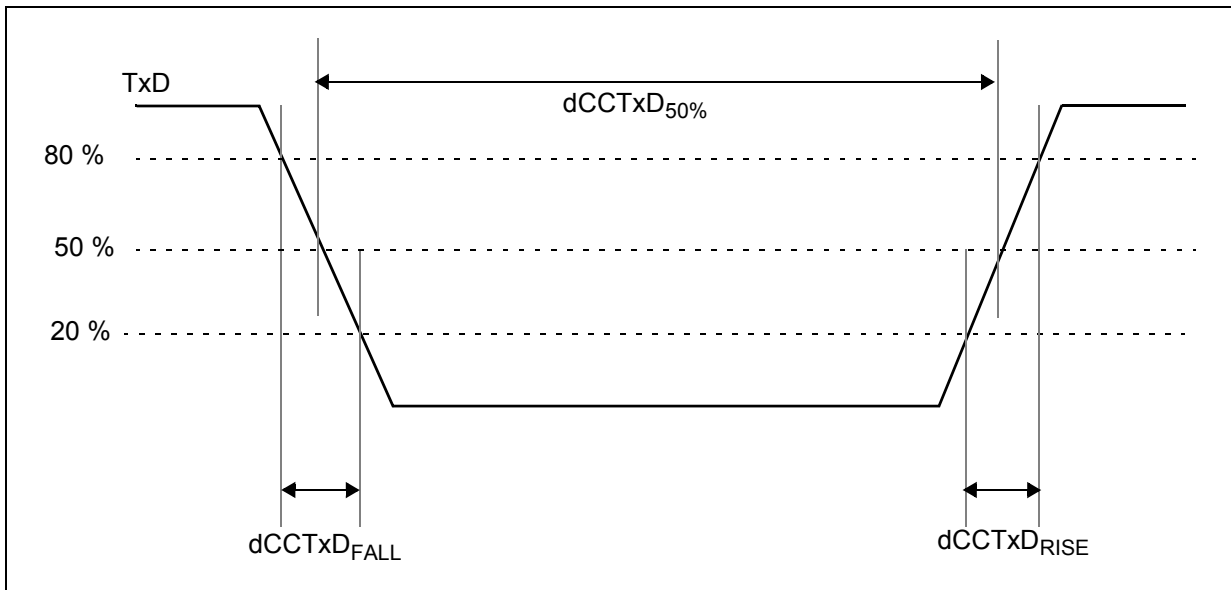 TxD
dCCTxD50%
80 %
50 %
20 %
dCCTxDFALL
dCCTxDRISE